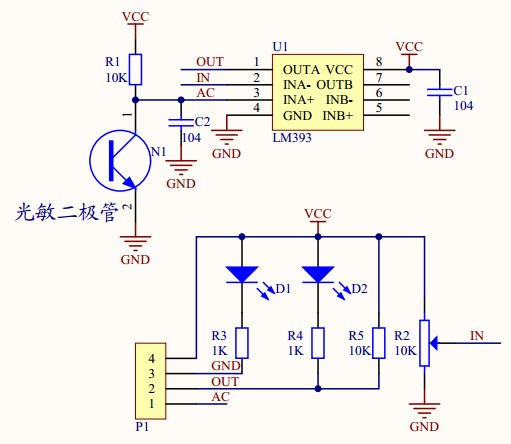 VCC
U1
VCC
R1
10K
OUT 1 OUTA VCC 8
IN 2 INA- OUTB 7
AC 3 INA+ INB- 6
4 GND INB+ 5
C1
104
1
C2
104
GND
LM393
GND
N1
GND
2
光敏二极管
GND
VCC
D1
D2
R3
1K
R4
1K
R5
10K
R2
10K
IN
4
3 GND
2 OUT
1 AC
P1
GND